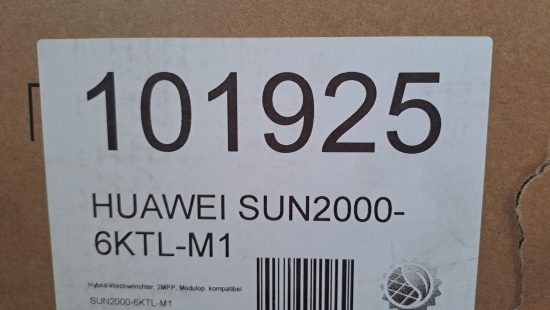 101925
HUAWEI SUN2000-
6KTL-M1
Hybrid-Wechselrichter, 2MPP, Modulop. kompatibel
SUN2000-6KTL-M1